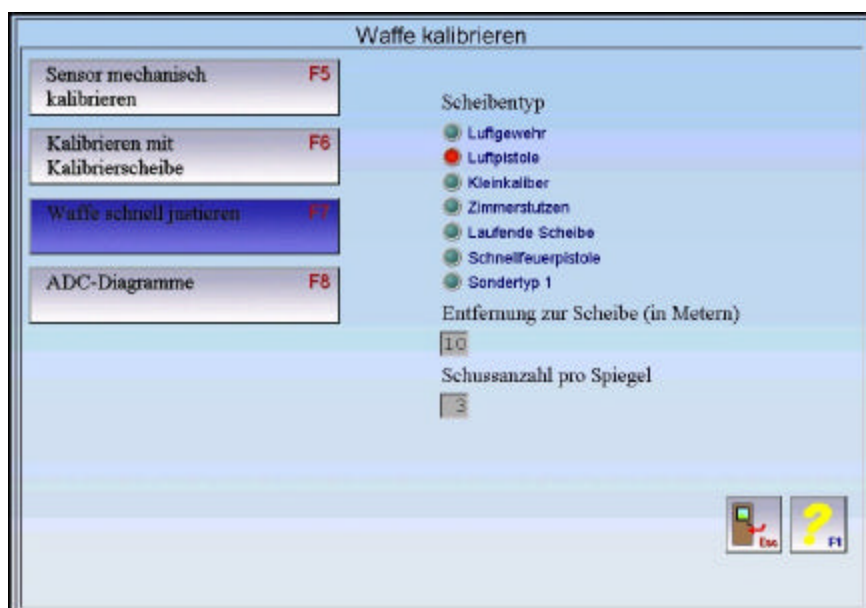 Waffe kalibrieren
Sensor mechanisch F5
kalibrieren
Kalibrieren mit F6
Kalibrierscheibe
Waffe schnell justieren F7
ADC-Diagramme F8
Scheibentyp
Luftgewehr
Luftpistole
Kleinkaliber
Zimmerstutzen
Laufende Scheibe
Schnellfeuerpistole
Sondertyp 1
Entfernung zur Scheibe (in Metern)
10
Schussanzahl pro Spiegel
3
Esc ? F1